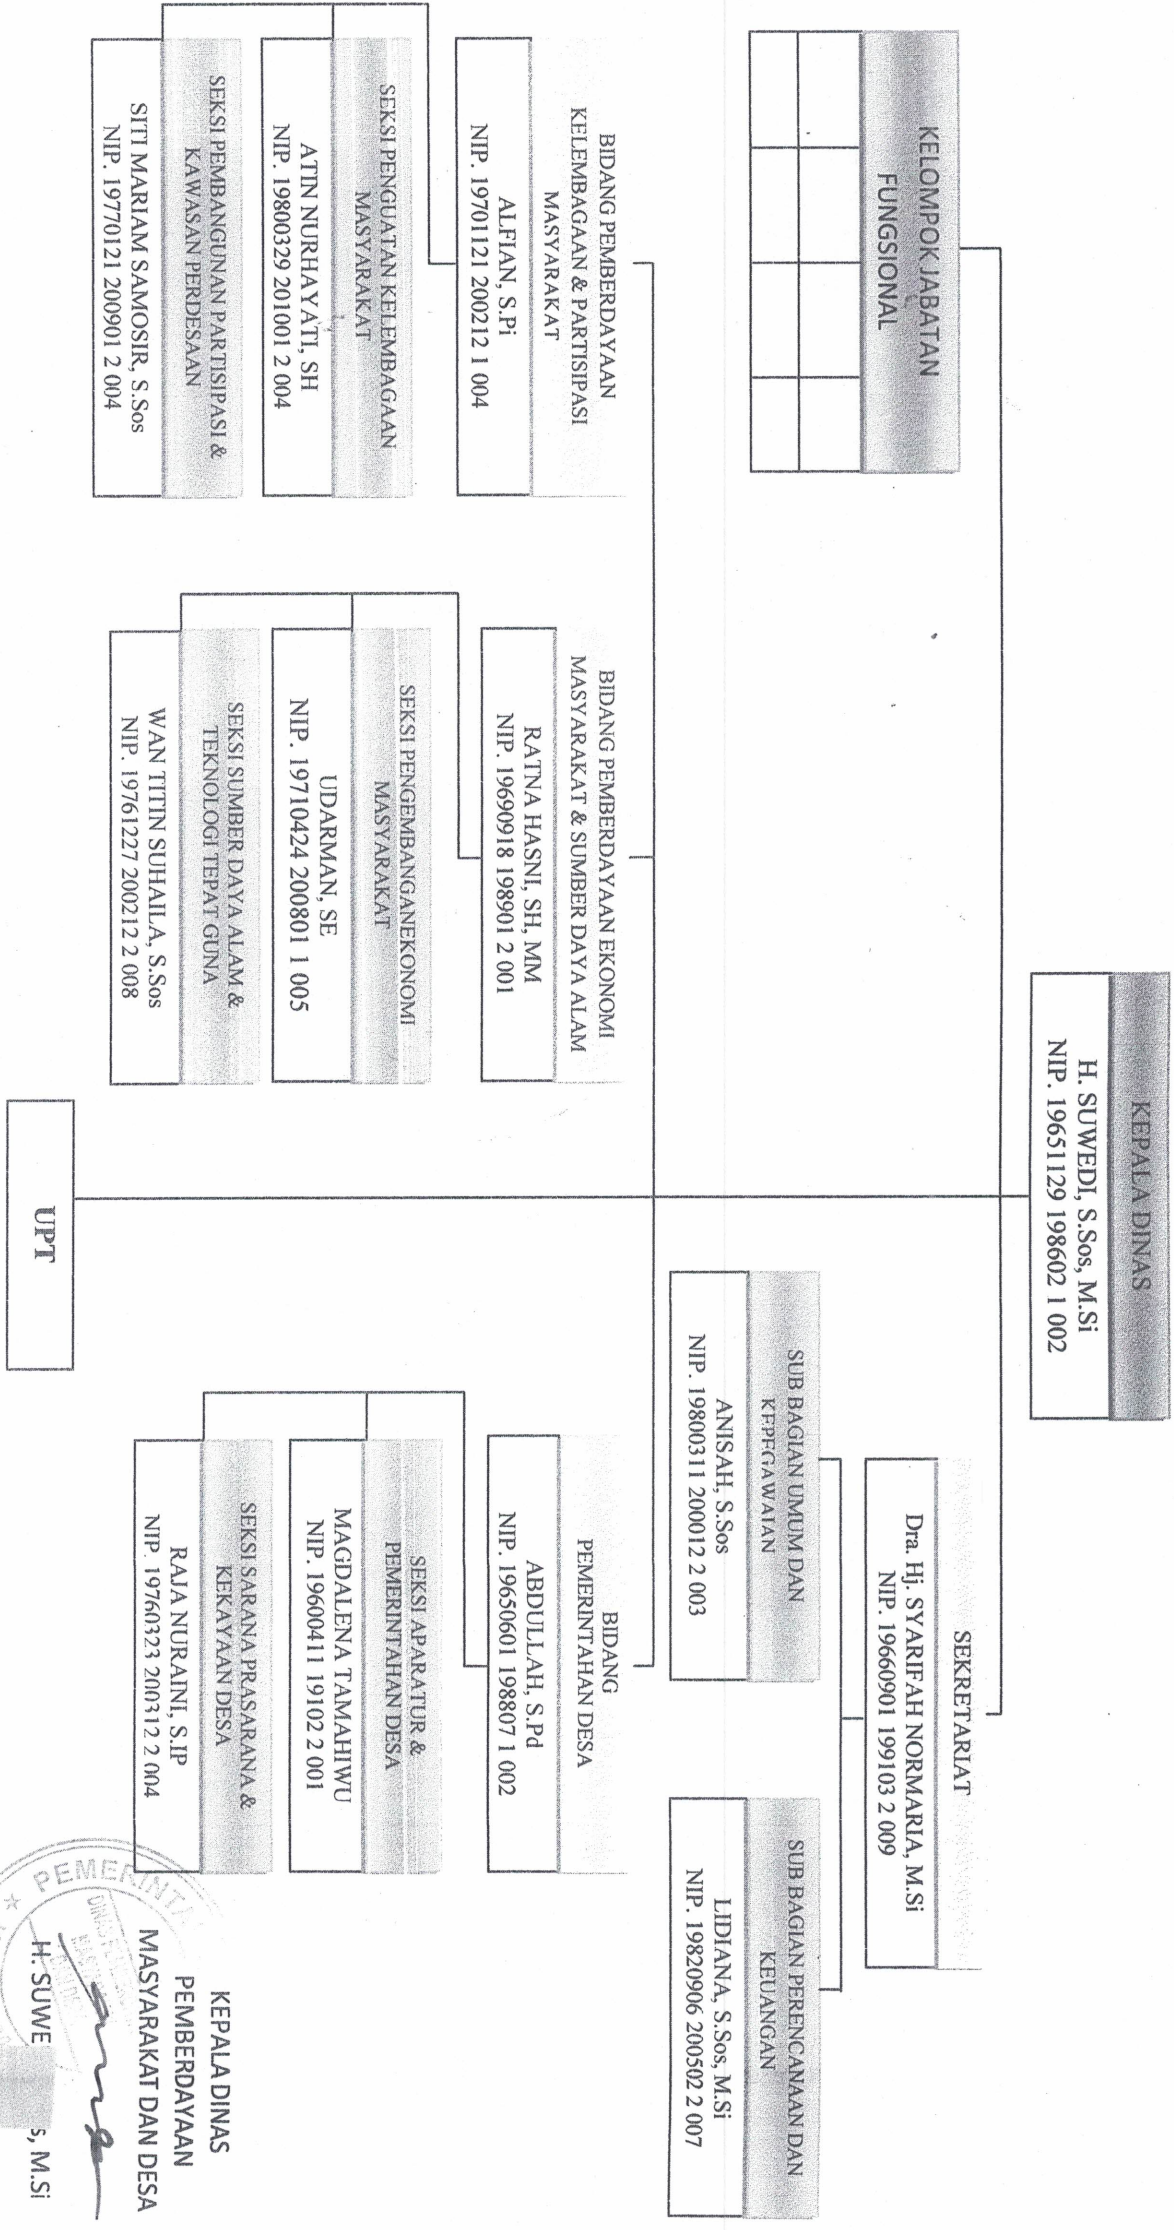 KEPALA DINAS
H. SUWEDI, S.Sos, M.Si
NIP. 19651129 198602 1 002
KELOMPOK JABATAN
FUNGSIONAL
SEKRETARIAT
Dra. Hj. SYARIFAH NORMARIA, M.Si
NIP. 19660901 199103 2 009
SUB BAGIAN UMUM DAN
KEPEGAWAIAN
ANISAH, S.Sos
NIP. 19800311 200012 2 003
SUB BAGIAN PERENCANAAN DAN
KEUANGAN
LIDIANA, S.Sos, M.Si
NIP. 19820906 200502 2 007
BIDANG PEMBERDAYAAN
KELEMBAGAAN & PARTISIPASI
MASYARAKAT
ALFIAN, S.Pi
NIP. 19701121 200212 1 004
SEKSI PENGUATAN KELEMBAGAAN
MASYARAKAT
ATIN NURHAYATI, SH
NIP. 19800329 201001 2 004
SEKSI PEMBANGUNAN PARTISIPASI &
KAWASAN PERDESAAN
SITI MARIAM SAMOSIR, S.Sos
NIP. 19770121 200901 2 004
BIDANG PEMBERDAYAAN EKONOMI
MASYARAKAT & SUMBER DAYA ALAM
RATNA HASNI, SH, MM
NIP. 19690918 198901 2 001
SEKSI PENGEMBANGANEKONOMI
MASYARAKAT
UDARMAN, SE
NIP. 19710424 200801 1 005
SEKSI SUMBER DAYA ALAM &
TEKNOLOGI TEPAT GUNA
WAN TITIN SUHAILA, S.Sos
NIP. 19761227 200212 2 008
BIDANG
PEMERINTAHAN DESA
ABDULLAH, S.Pd
NIP. 19650601 198807 1 002
SEKSI APARATUR &
PEMERINTAHAN DESA
MAGDALENA TAMAHIWU
NIP. 19600411 19102 2 001
SEKSI SARANA PRASARANA &
KEKAYAAN DESA
RAJA NURAINI, S.IP
NIP. 19760323 200312 2 004
UPT
KEPALA DINAS
PEMBERDAYAAN
MASYARAKAT DAN DESA
PEMERINTA
H. SUWE s, M.Si